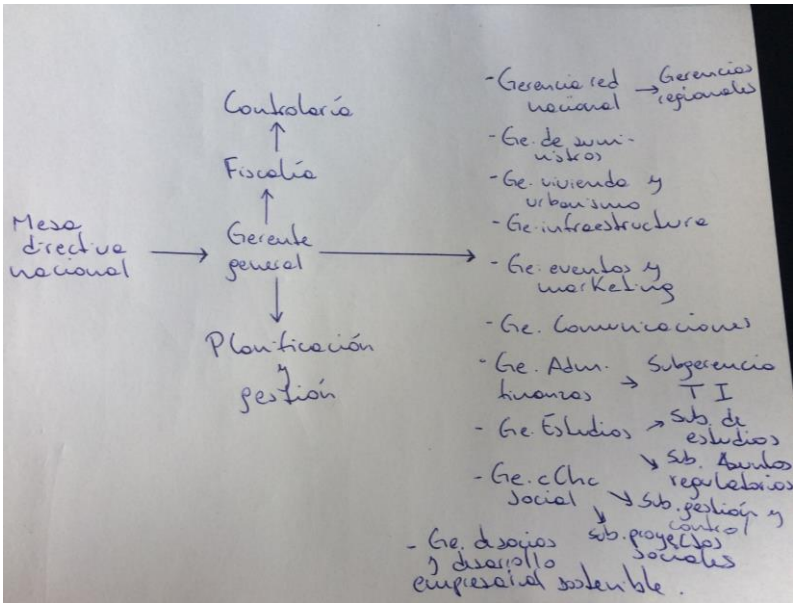 Mesa
directiva
nacional
→
Controlaría
↑
Fiscalía
↑
Gerente
general
↓
Planificación
y
gestión
→
- Gerencia red → Gerencias
nacional regionales
- Ge. de sumi-
nistros
- Ge. vivienda y
urbanismo
- Ge. infraestructura
- Ge. eventos y
marketing
- Ge. Comunicaciones
- Ge. Adm. → Subgerencia
finanzas TI
- Ge. Estudios → Sub. de
estudios
↘ Sub. Asuntos
regulatorios
- Ge. cChc
social
↘ Sub. gestión y
control
↘ sub. proyectos
sociales
- Ge. d socios
y desarrollo
empresarial sostenible.